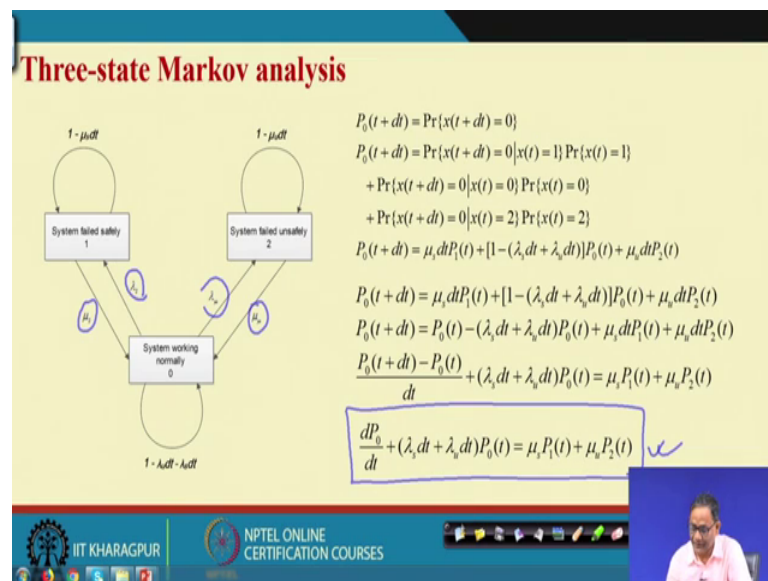 Three-state Markov analysis
1 - μₛdt
1 - μᵤdt
System failed safely
1
System failed unsafely
2
μₛ
λₛ
λᵤ
μᵤ
System working
normally
0
1 - λᵤdt - λₛdt
P₀(t + dt) = Pr{x(t + dt) = 0}
P₀(t + dt) = Pr{x(t + dt) = 0|x(t) = 1} Pr{x(t) = 1}
+ Pr{x(t + dt) = 0|x(t) = 0} Pr{x(t) = 0}
+ Pr{x(t + dt) = 0|x(t) = 2} Pr{x(t) = 2}
P₀(t + dt) = μₛdtP₁(t) + [1 − (λₛdt + λᵤdt)]P₀(t) + μᵤdtP₂(t)
P₀(t + dt) = μₛdtP₁(t) + [1 − (λₛdt + λᵤdt)]P₀(t) + μᵤdtP₂(t)
P₀(t + dt) = P₀(t) − (λₛdt + λᵤdt)P₀(t) + μₛdtP₁(t) + μᵤdtP₂(t)
(P₀(t + dt) − P₀(t))/dt + (λₛdt + λᵤdt)P₀(t) = μₛP₁(t) + μᵤP₂(t)
dP₀/dt + (λₛdt + λᵤdt)P₀(t) = μₛP₁(t) + μᵤP₂(t)
IIT KHARAGPUR
NPTEL ONLINE
CERTIFICATION COURSES